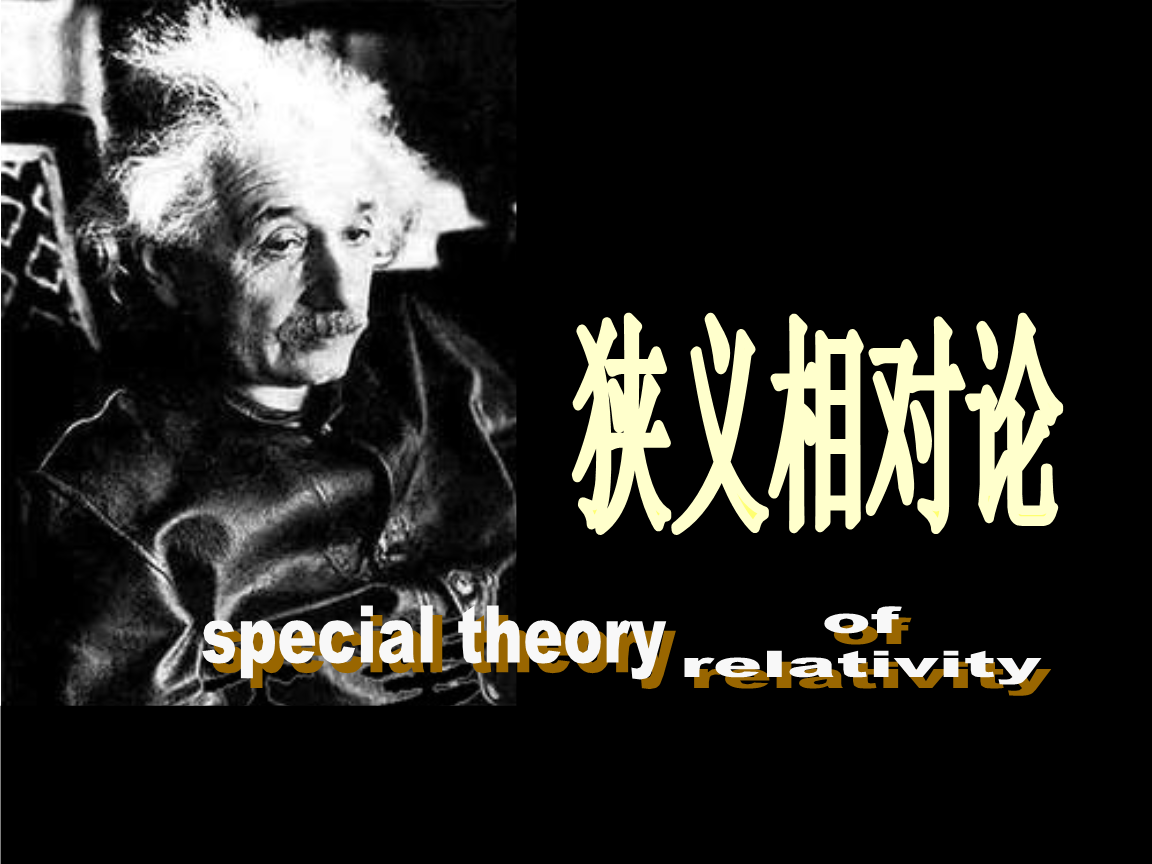 狭义相对论
special theory of
relativity